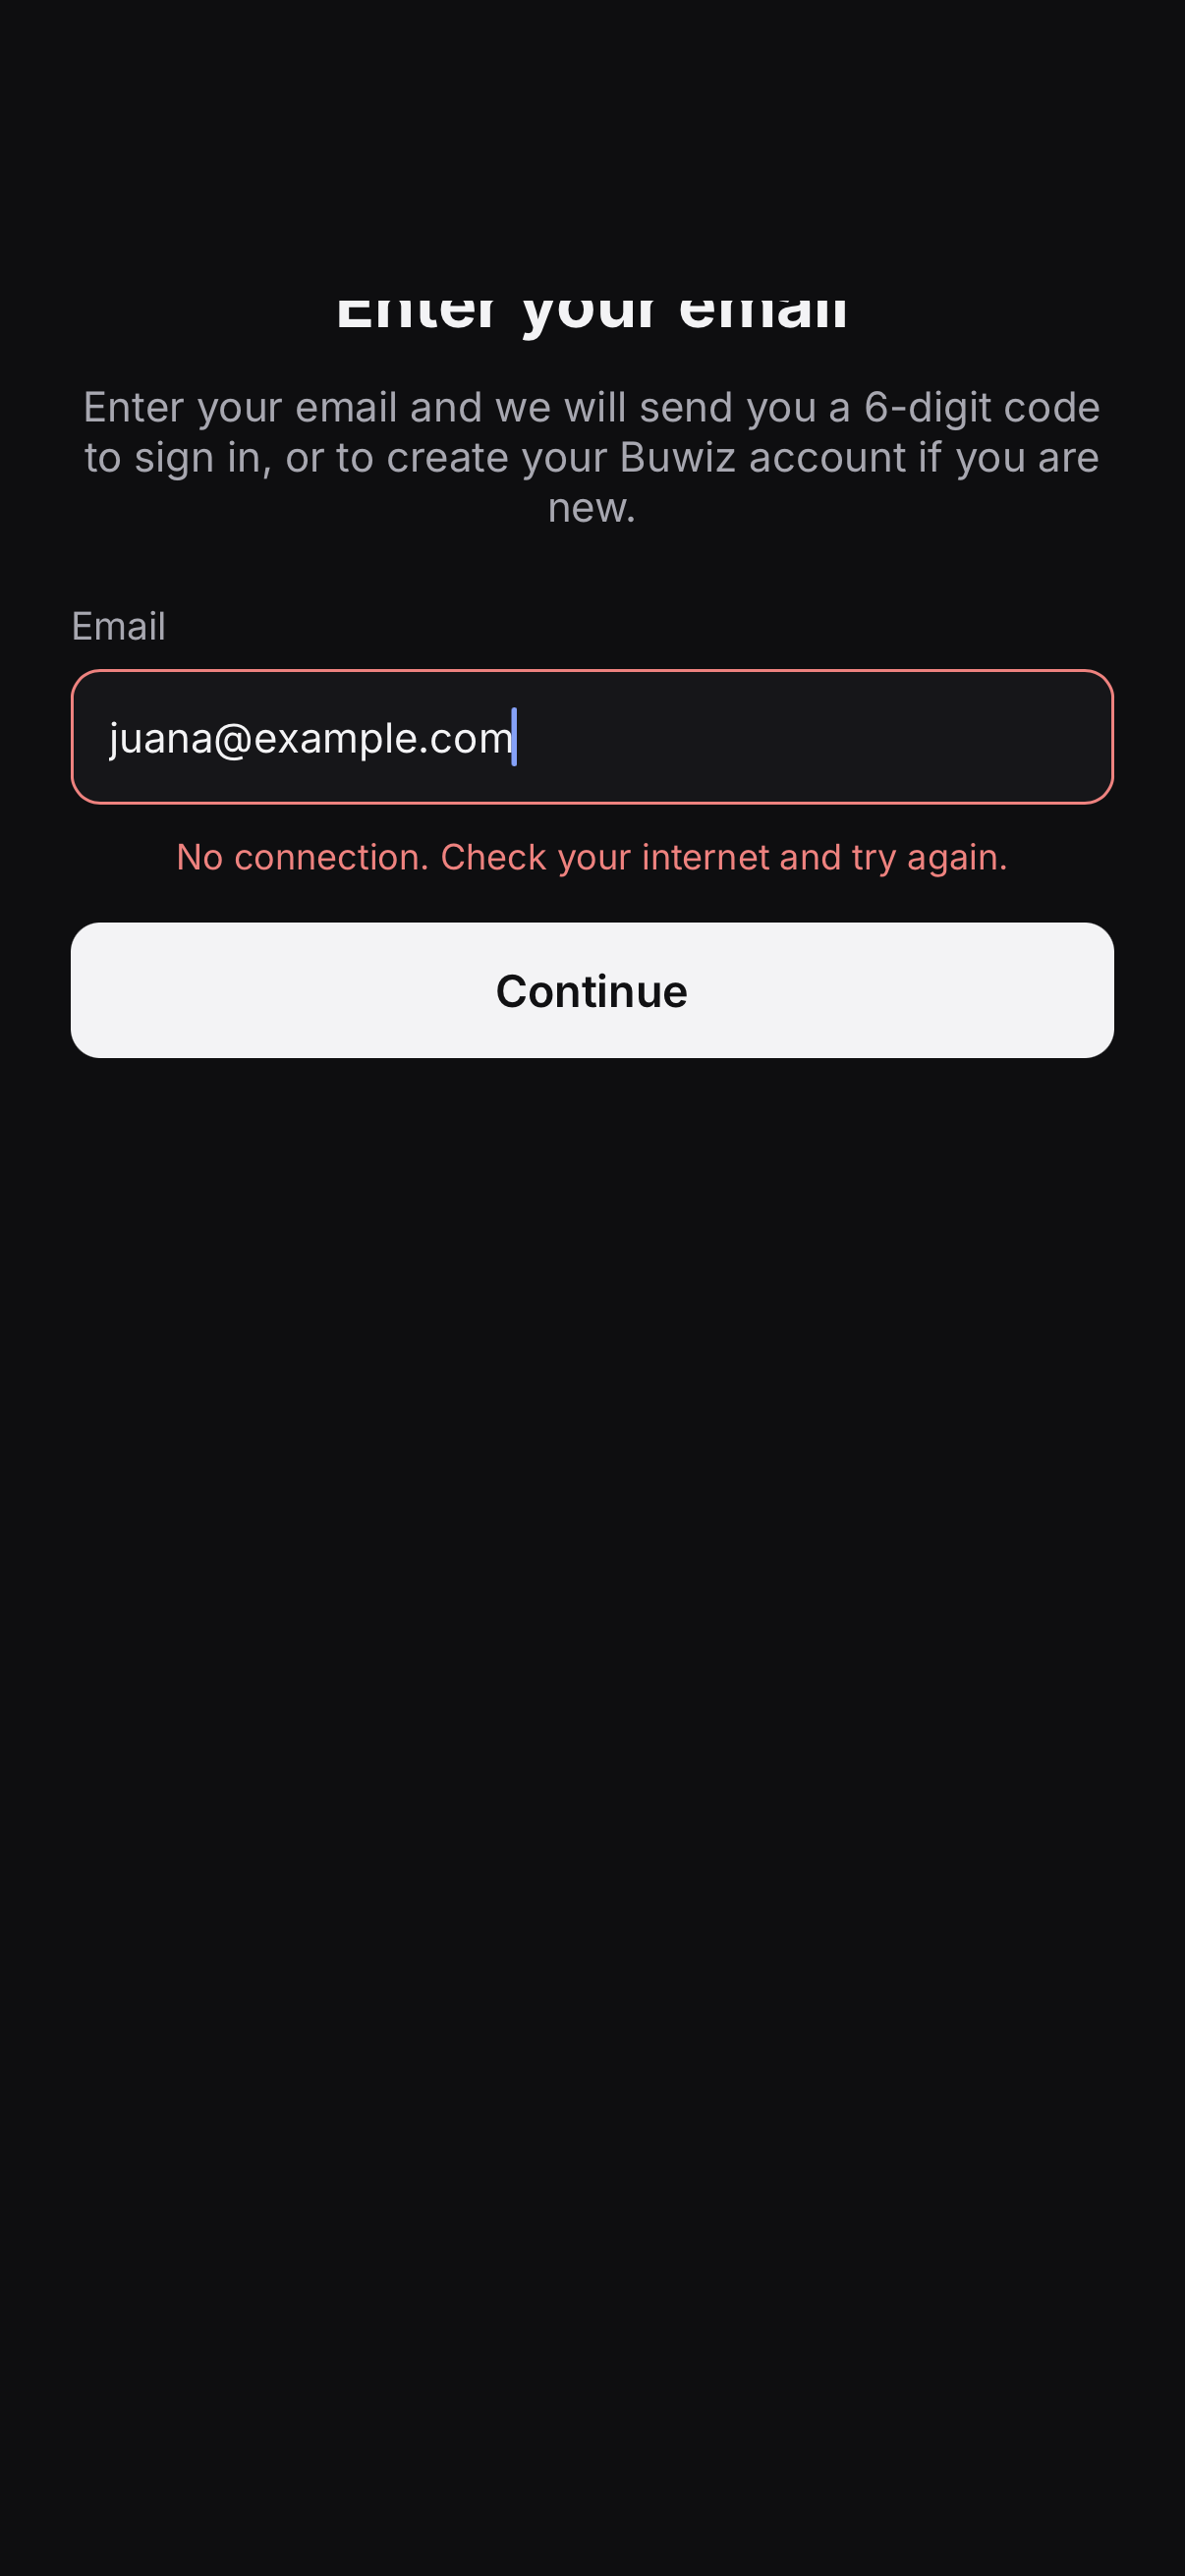 Enter your email
Enter your email and we will send you a 6-digit code
to sign in, or to create your Buwiz account if you are
new.
Email
juana@example.com
No connection. Check your internet and try again.
Continue